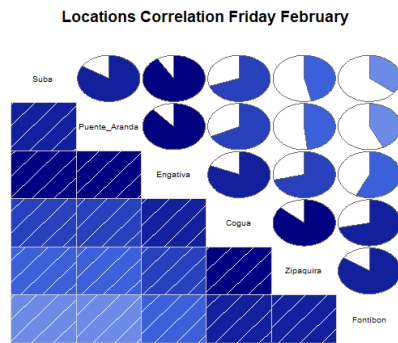 Locations Correlation Friday February
Suba
Puente_Aranda
Engativa
Cogua
Zipaquira
Fontibon